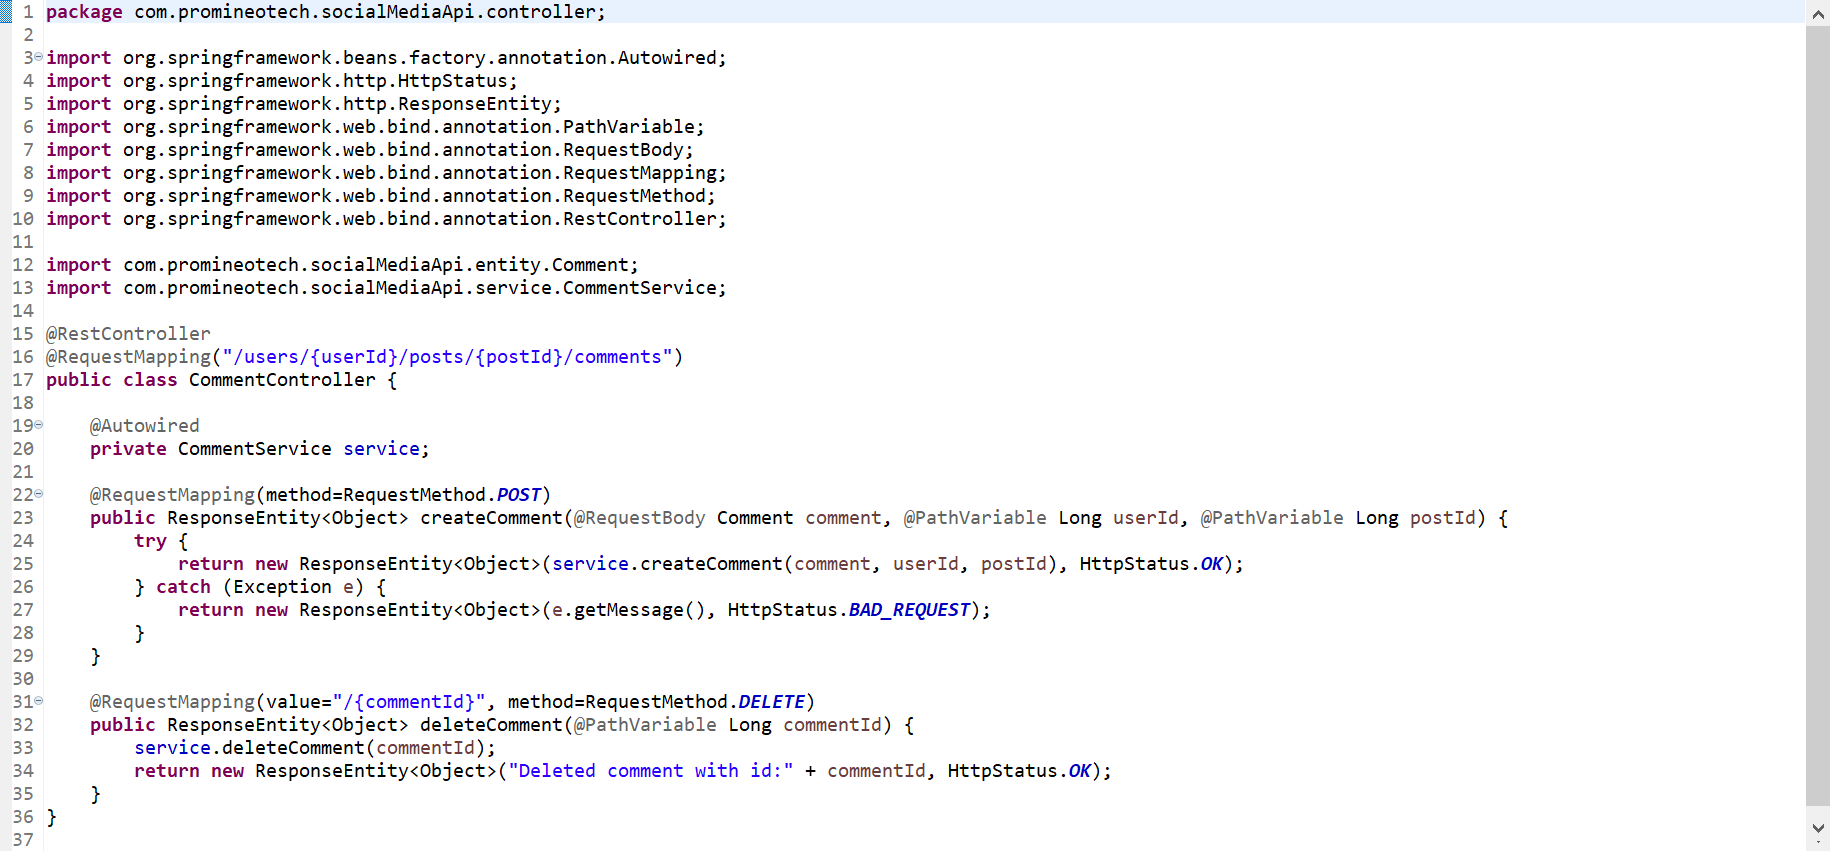 1 package com.promineotech.socialMediaApi.controller;
2
3 import org.springframework.beans.factory.annotation.Autowired;
4 import org.springframework.http.HttpStatus;
5 import org.springframework.http.ResponseEntity;
6 import org.springframework.web.bind.annotation.PathVariable;
7 import org.springframework.web.bind.annotation.RequestBody;
8 import org.springframework.web.bind.annotation.RequestMapping;
9 import org.springframework.web.bind.annotation.RequestMethod;
10 import org.springframework.web.bind.annotation.RestController;
11
12 import com.promineotech.socialMediaApi.entity.Comment;
13 import com.promineotech.socialMediaApi.service.CommentService;
14
15 @RestController
16 @RequestMapping("/users/{userId}/posts/{postId}/comments")
17 public class CommentController {
18
19     @Autowired
20     private CommentService service;
21
22     @RequestMapping(method=RequestMethod.POST)
23     public ResponseEntity<Object> createComment(@RequestBody Comment comment, @PathVariable Long userId, @PathVariable Long postId) {
24         try {
25             return new ResponseEntity<Object>(service.createComment(comment, userId, postId), HttpStatus.OK);
26         } catch (Exception e) {
27             return new ResponseEntity<Object>(e.getMessage(), HttpStatus.BAD_REQUEST);
28         }
29     }
30
31     @RequestMapping(value="/{commentId}", method=RequestMethod.DELETE)
32     public ResponseEntity<Object> deleteComment(@PathVariable Long commentId) {
33         service.deleteComment(commentId);
34         return new ResponseEntity<Object>("Deleted comment with id:" + commentId, HttpStatus.OK);
35     }
36 }
37